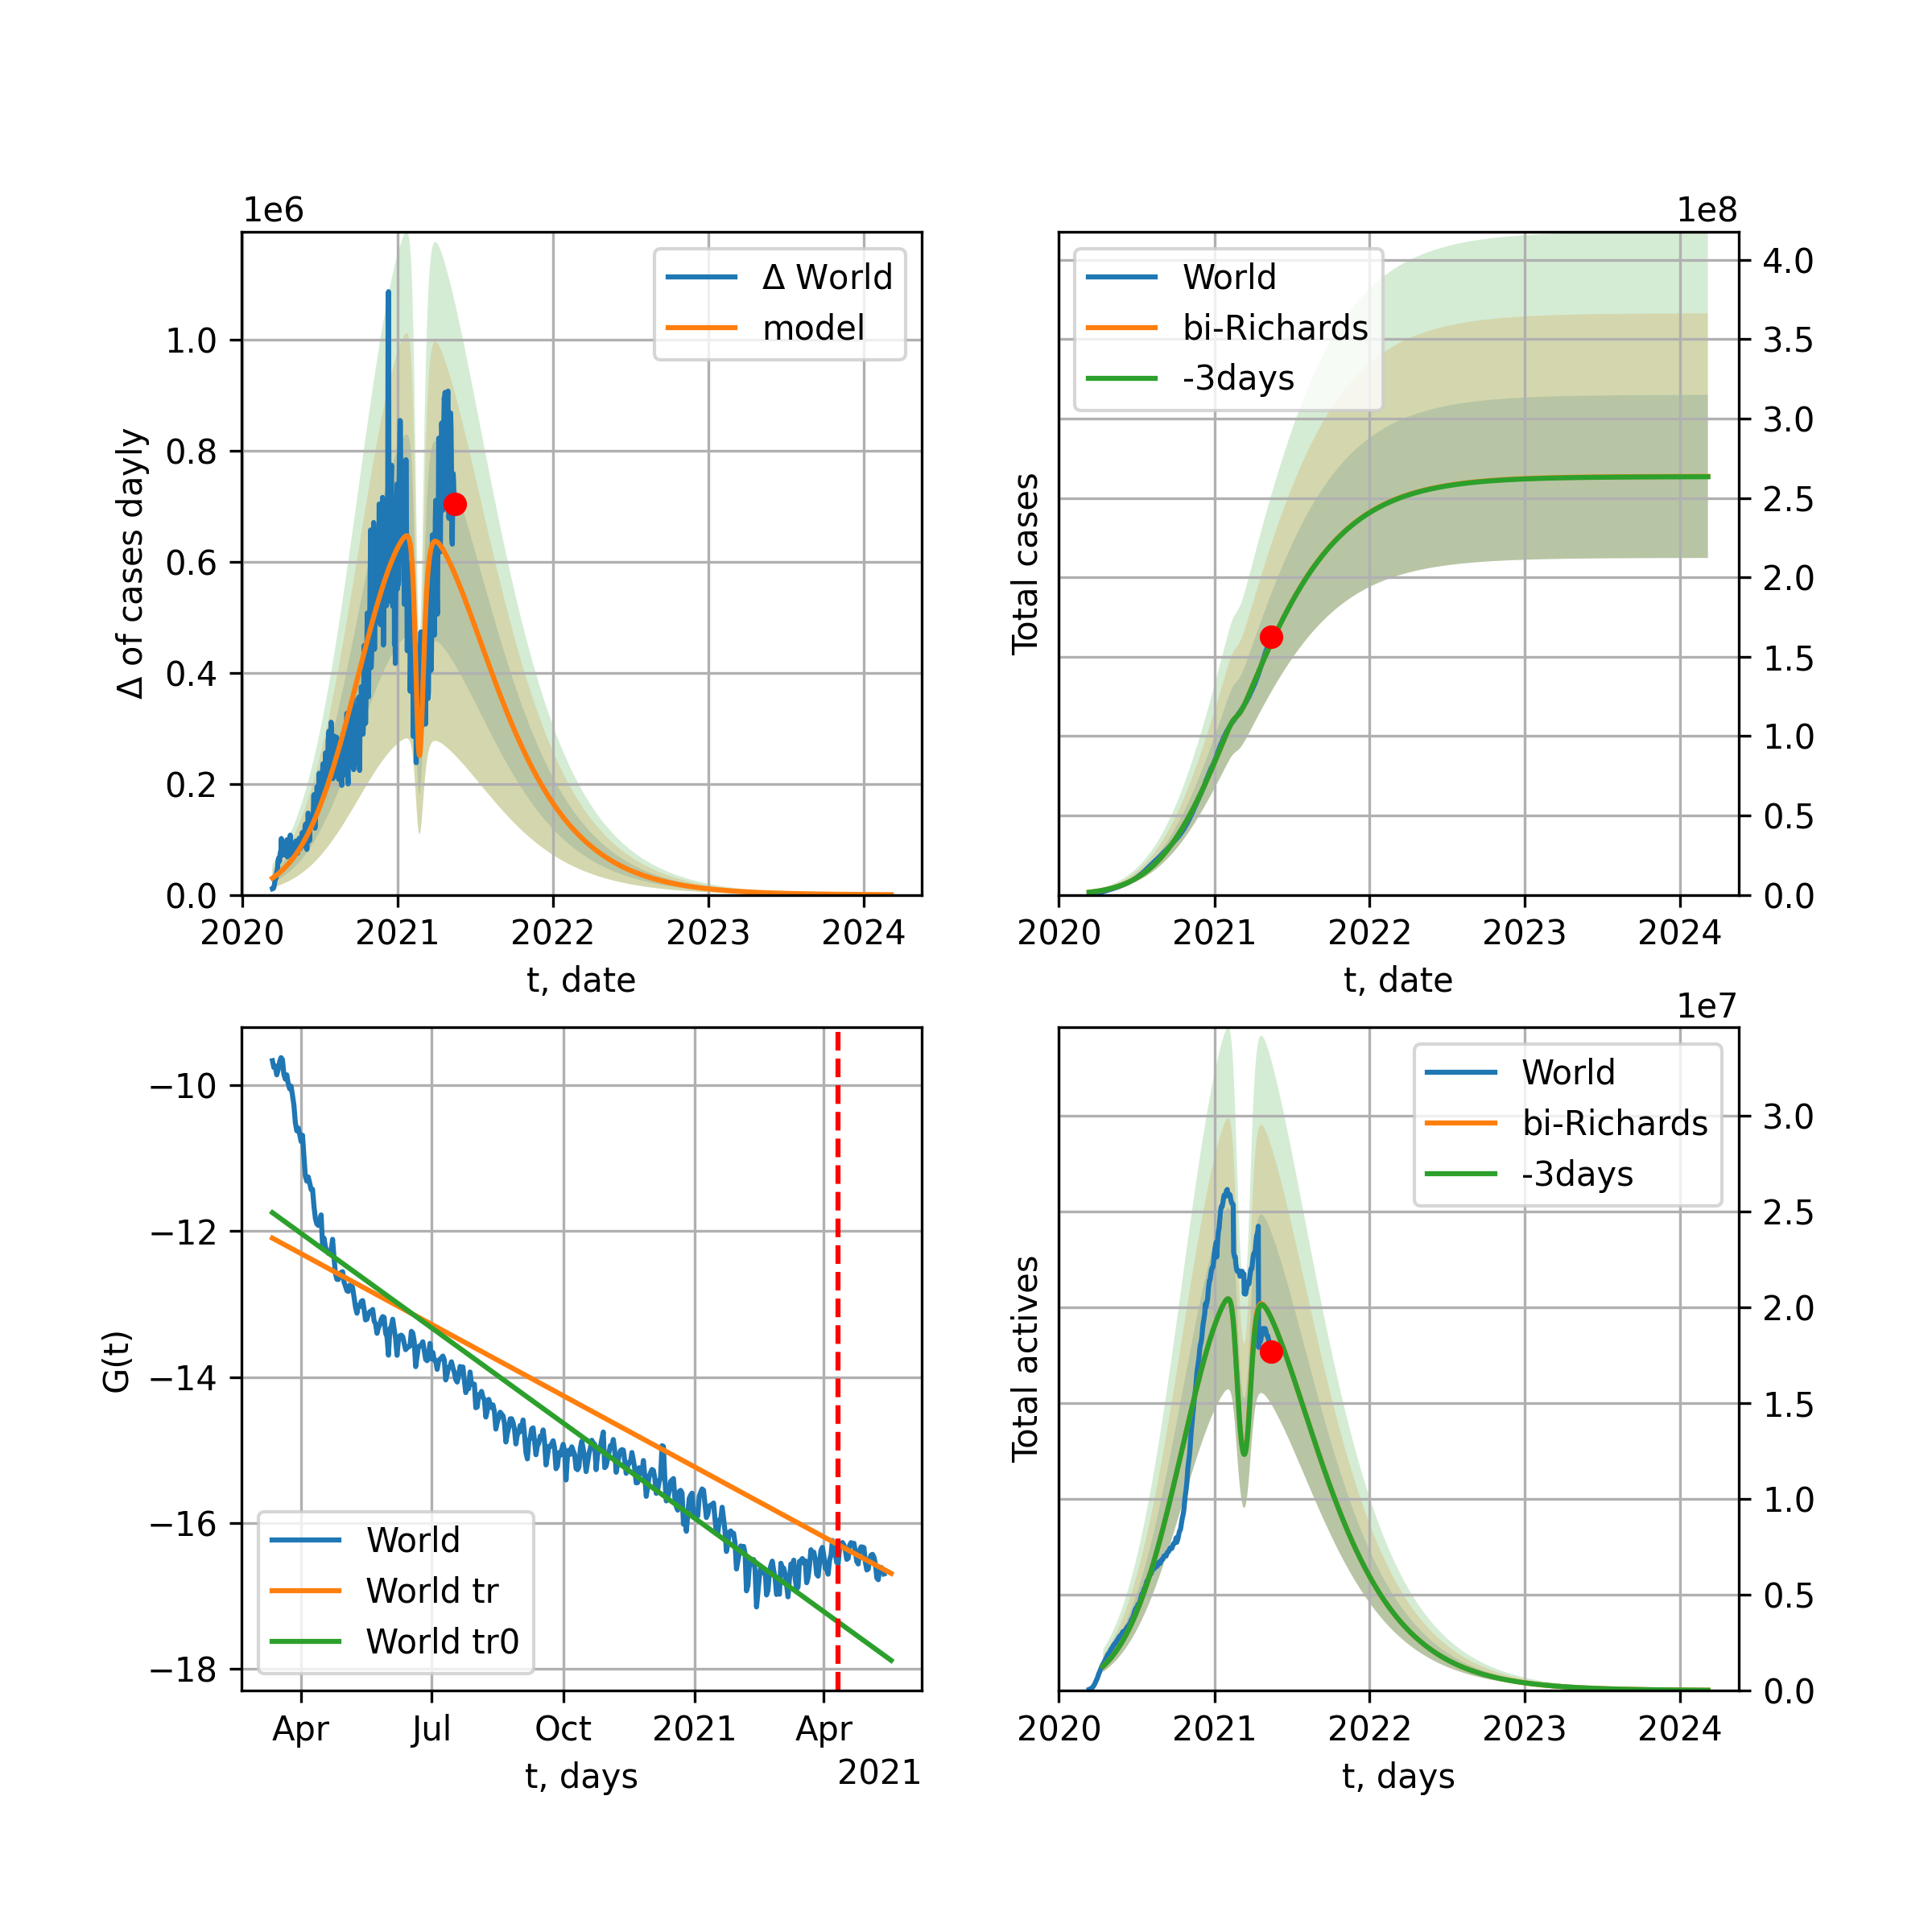 1e6
Δ of cases dayly
1.0
0.8
0.6
0.4
0.2
0.0
2020 2021 2022 2023 2024
t, date
Δ World
model
1e8
Total cases
4.0
3.5
3.0
2.5
2.0
1.5
1.0
0.5
0.0
2020 2021 2022 2023 2024
t, date
World
bi-Richards
-3days
G(t)
−10
−12
−14
−16
−18
Apr Jul Oct 2021 Apr
2021
t, days
World
World tr
World tr0
1e7
Total actives
3.0
2.5
2.0
1.5
1.0
0.5
0.0
2020 2021 2022 2023 2024
t, days
World
bi-Richards
-3days